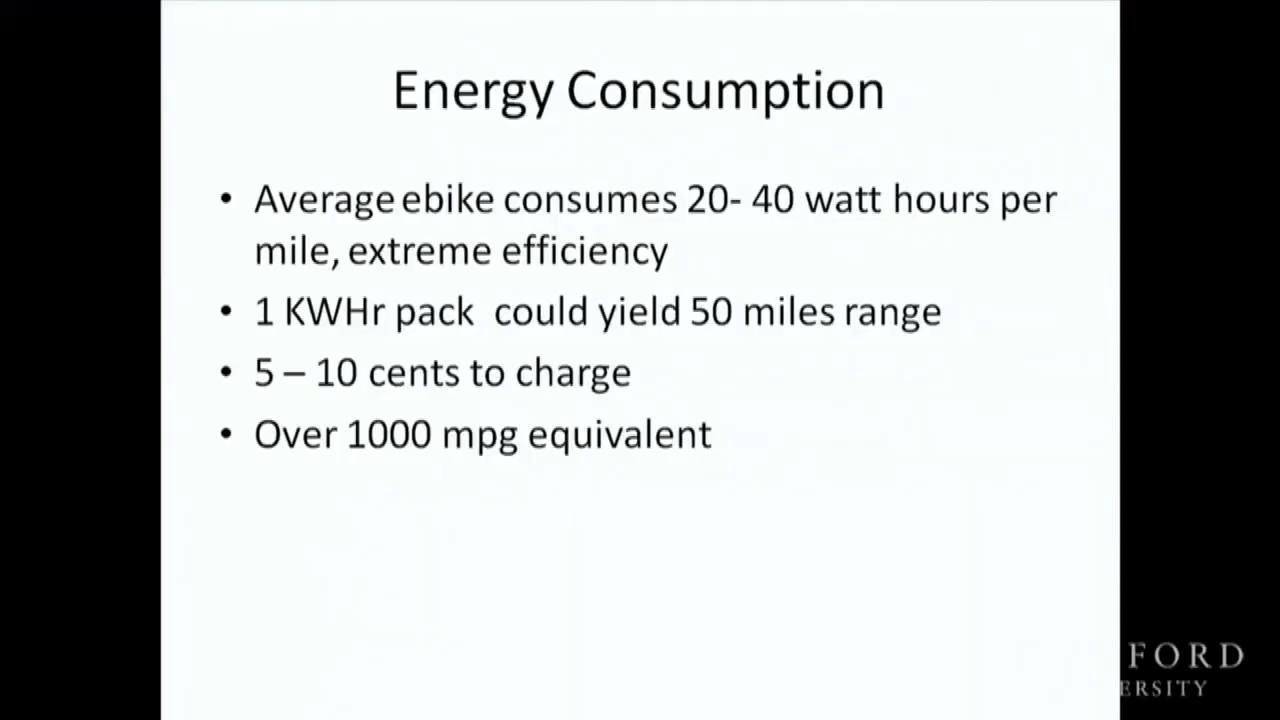 Energy Consumption
• Average ebike consumes 20- 40 watt hours per
mile, extreme efficiency
• 1 KWHr pack could yield 50 miles range
• 5 – 10 cents to charge
• Over 1000 mpg equivalent
FORD
ERSITY